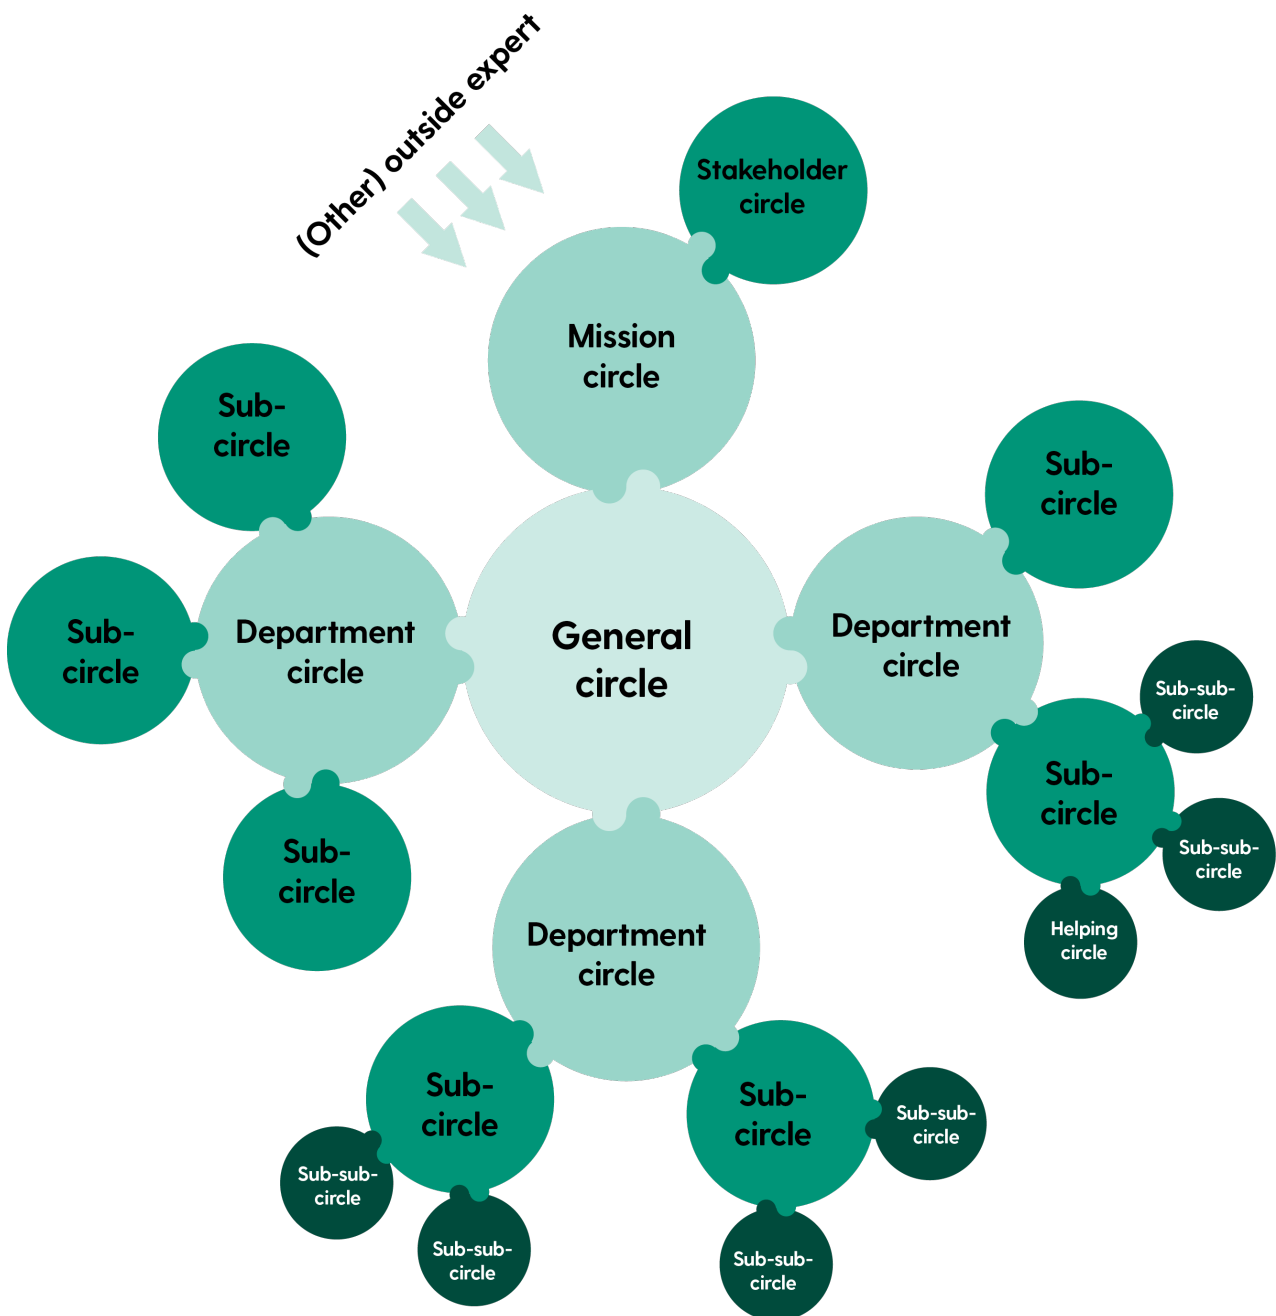 (Other) outside expert
Stakeholder
circle
Mission
circle
Sub-
circle
Sub-
circle
Sub-
circle
Department
circle
General
circle
Department
circle
Sub-sub-
circle
Sub-
circle
Sub-sub-
circle
Sub-
circle
Helping
circle
Department
circle
Sub-
circle
Sub-
circle
Sub-sub-
circle
Sub-sub-
circle
Sub-sub-
circle
Sub-sub-
circle